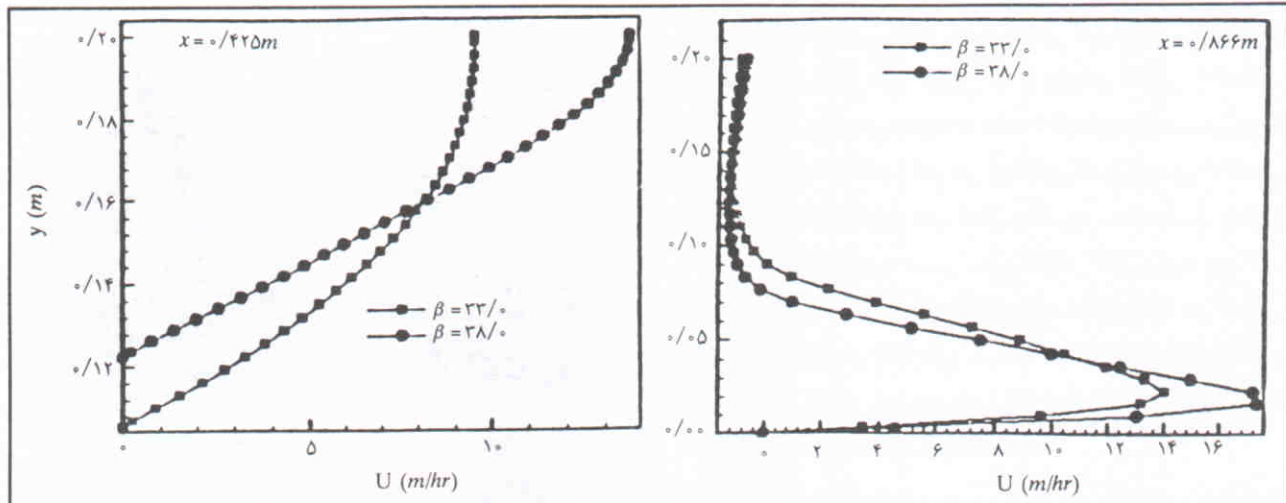 x = ۰/۴۲۵m
y (m)
۰/۲۰
۰/۱۸
۰/۱۶
۰/۱۴
۰/۱۲
β = ۳۳/۰
β = ۳۸/۰
۰ ۵ ۱۰
U (m/hr)
x = ۰/۸۶۶m
β = ۳۳/۰
β = ۳۸/۰
۰/۲۰
۰/۱۵
۰/۱۰
۰/۰۵
۰/۰۰
۰ ۲ ۴ ۶ ۸ ۱۰ ۱۲ ۱۴ ۱۶
U (m/hr)